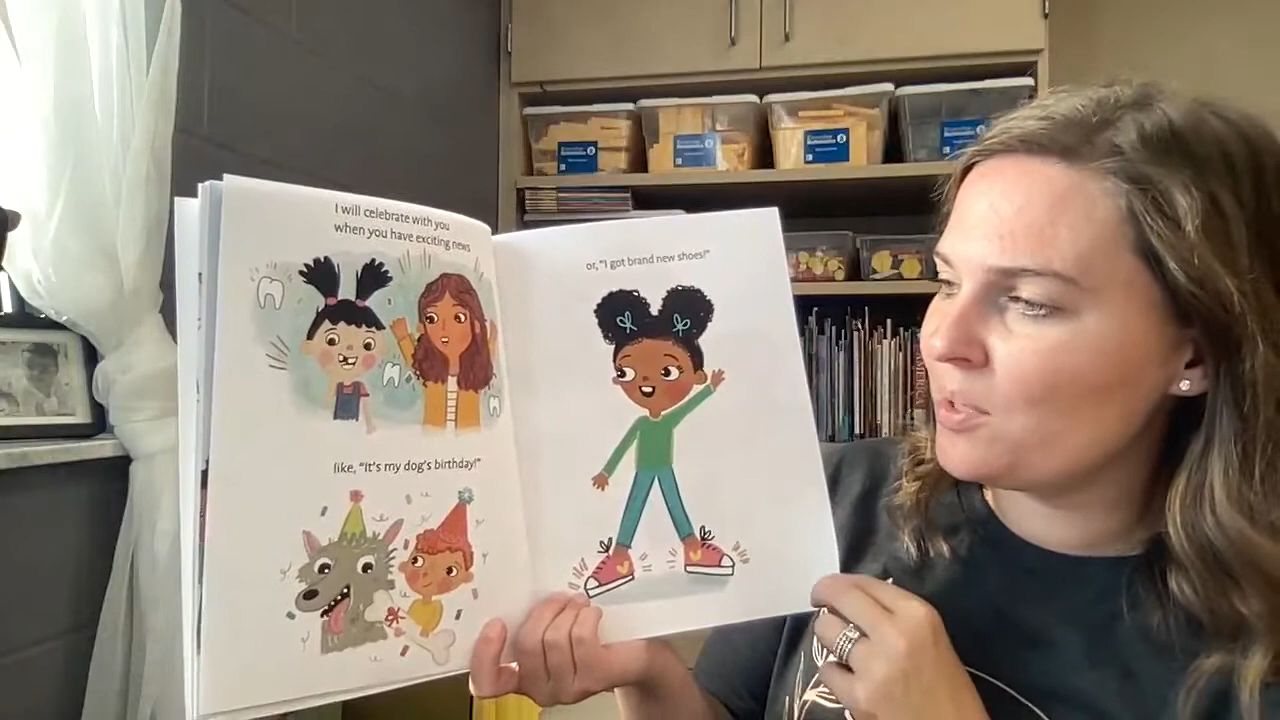 I will celebrate with you
when you have exciting news
like, "It's my dog's birthday!"
or, "I got brand new shoes!"